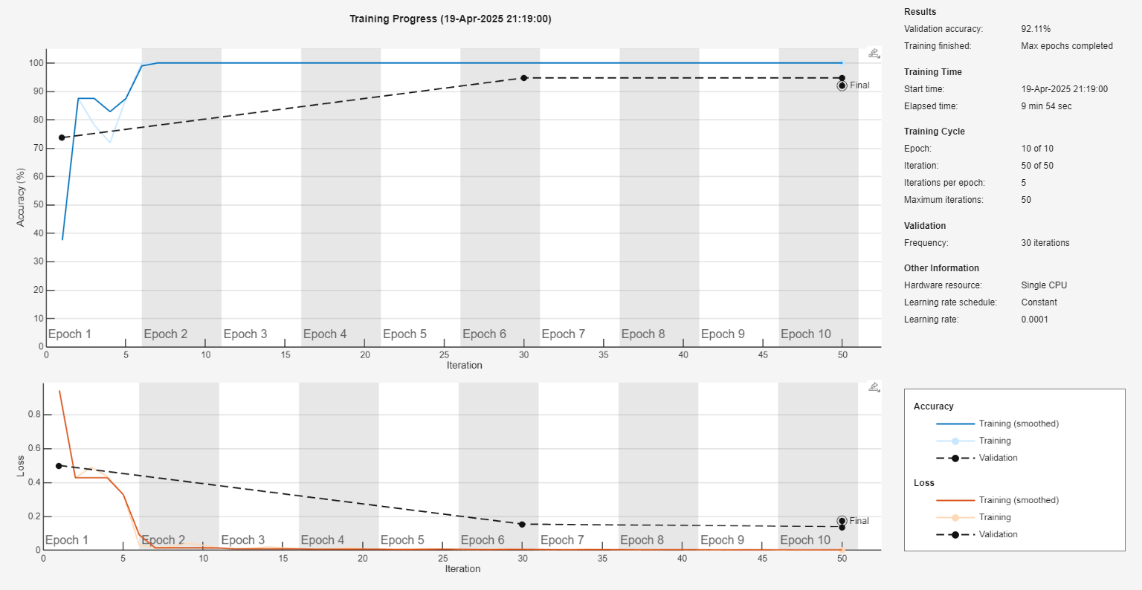 Training Progress (19-Apr-2025 21:19:00)
Accuracy (%)
100
90
80
70
60
50
40
30
20
10
0
Final
Epoch 1 Epoch 2 Epoch 3 Epoch 4 Epoch 5 Epoch 6 Epoch 7 Epoch 8 Epoch 9 Epoch 10
0 5 10 15 20 25 30 35 40 45 50
Iteration
Loss
0.8
0.6
0.4
0.2
0
Final
Epoch 1 Epoch 2 Epoch 3 Epoch 4 Epoch 5 Epoch 6 Epoch 7 Epoch 8 Epoch 9 Epoch 10
0 5 10 15 20 25 30 35 40 45 50
Iteration
Results
Validation accuracy: 92.11%
Training finished: Max epochs completed
Training Time
Start time: 19-Apr-2025 21:19:00
Elapsed time: 9 min 54 sec
Training Cycle
Epoch: 10 of 10
Iteration: 50 of 50
Iterations per epoch: 5
Maximum iterations: 50
Validation
Frequency: 30 iterations
Other Information
Hardware resource: Single CPU
Learning rate schedule: Constant
Learning rate: 0.0001
Accuracy
Training (smoothed)
Training
Validation
Loss
Training (smoothed)
Training
Validation